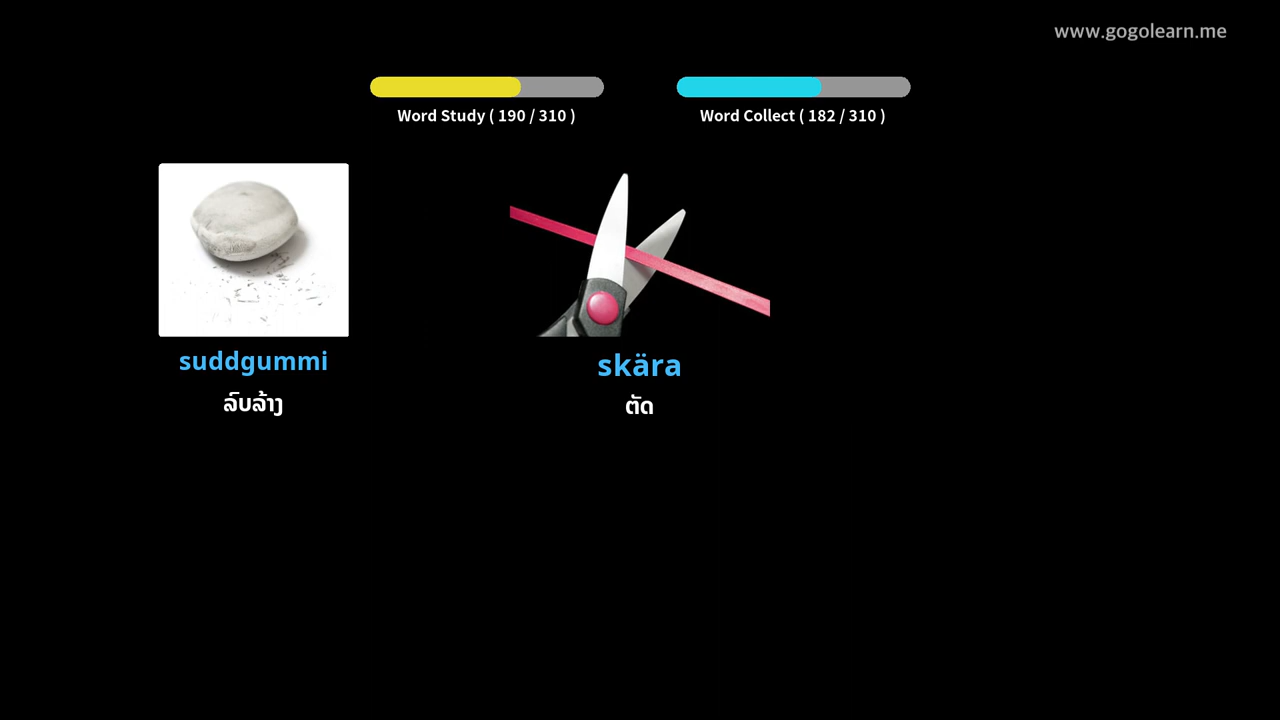 www.gogolearn.me
Word Study ( 190 / 310 )
Word Collect ( 182 / 310 )
suddgummi
ລົບລ້າງ
skära
ຕັດ